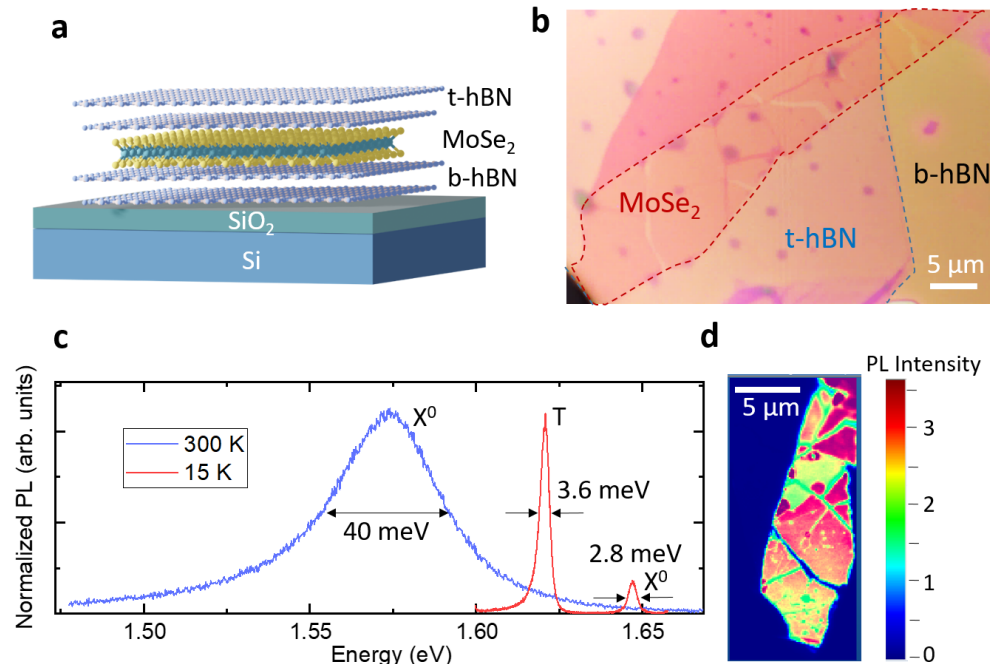 a
t-hBN
MoSe₂
b-hBN
SiO₂
Si
b
MoSe₂
t-hBN
b-hBN
5 µm
c
Normalized PL (arb. units)
300 K
15 K
X⁰
T
3.6 meV
40 meV
2.8 meV
X⁰
1.50
1.55
1.60
1.65
Energy (eV)
d
PL Intensity
5 µm
3
2
1
0